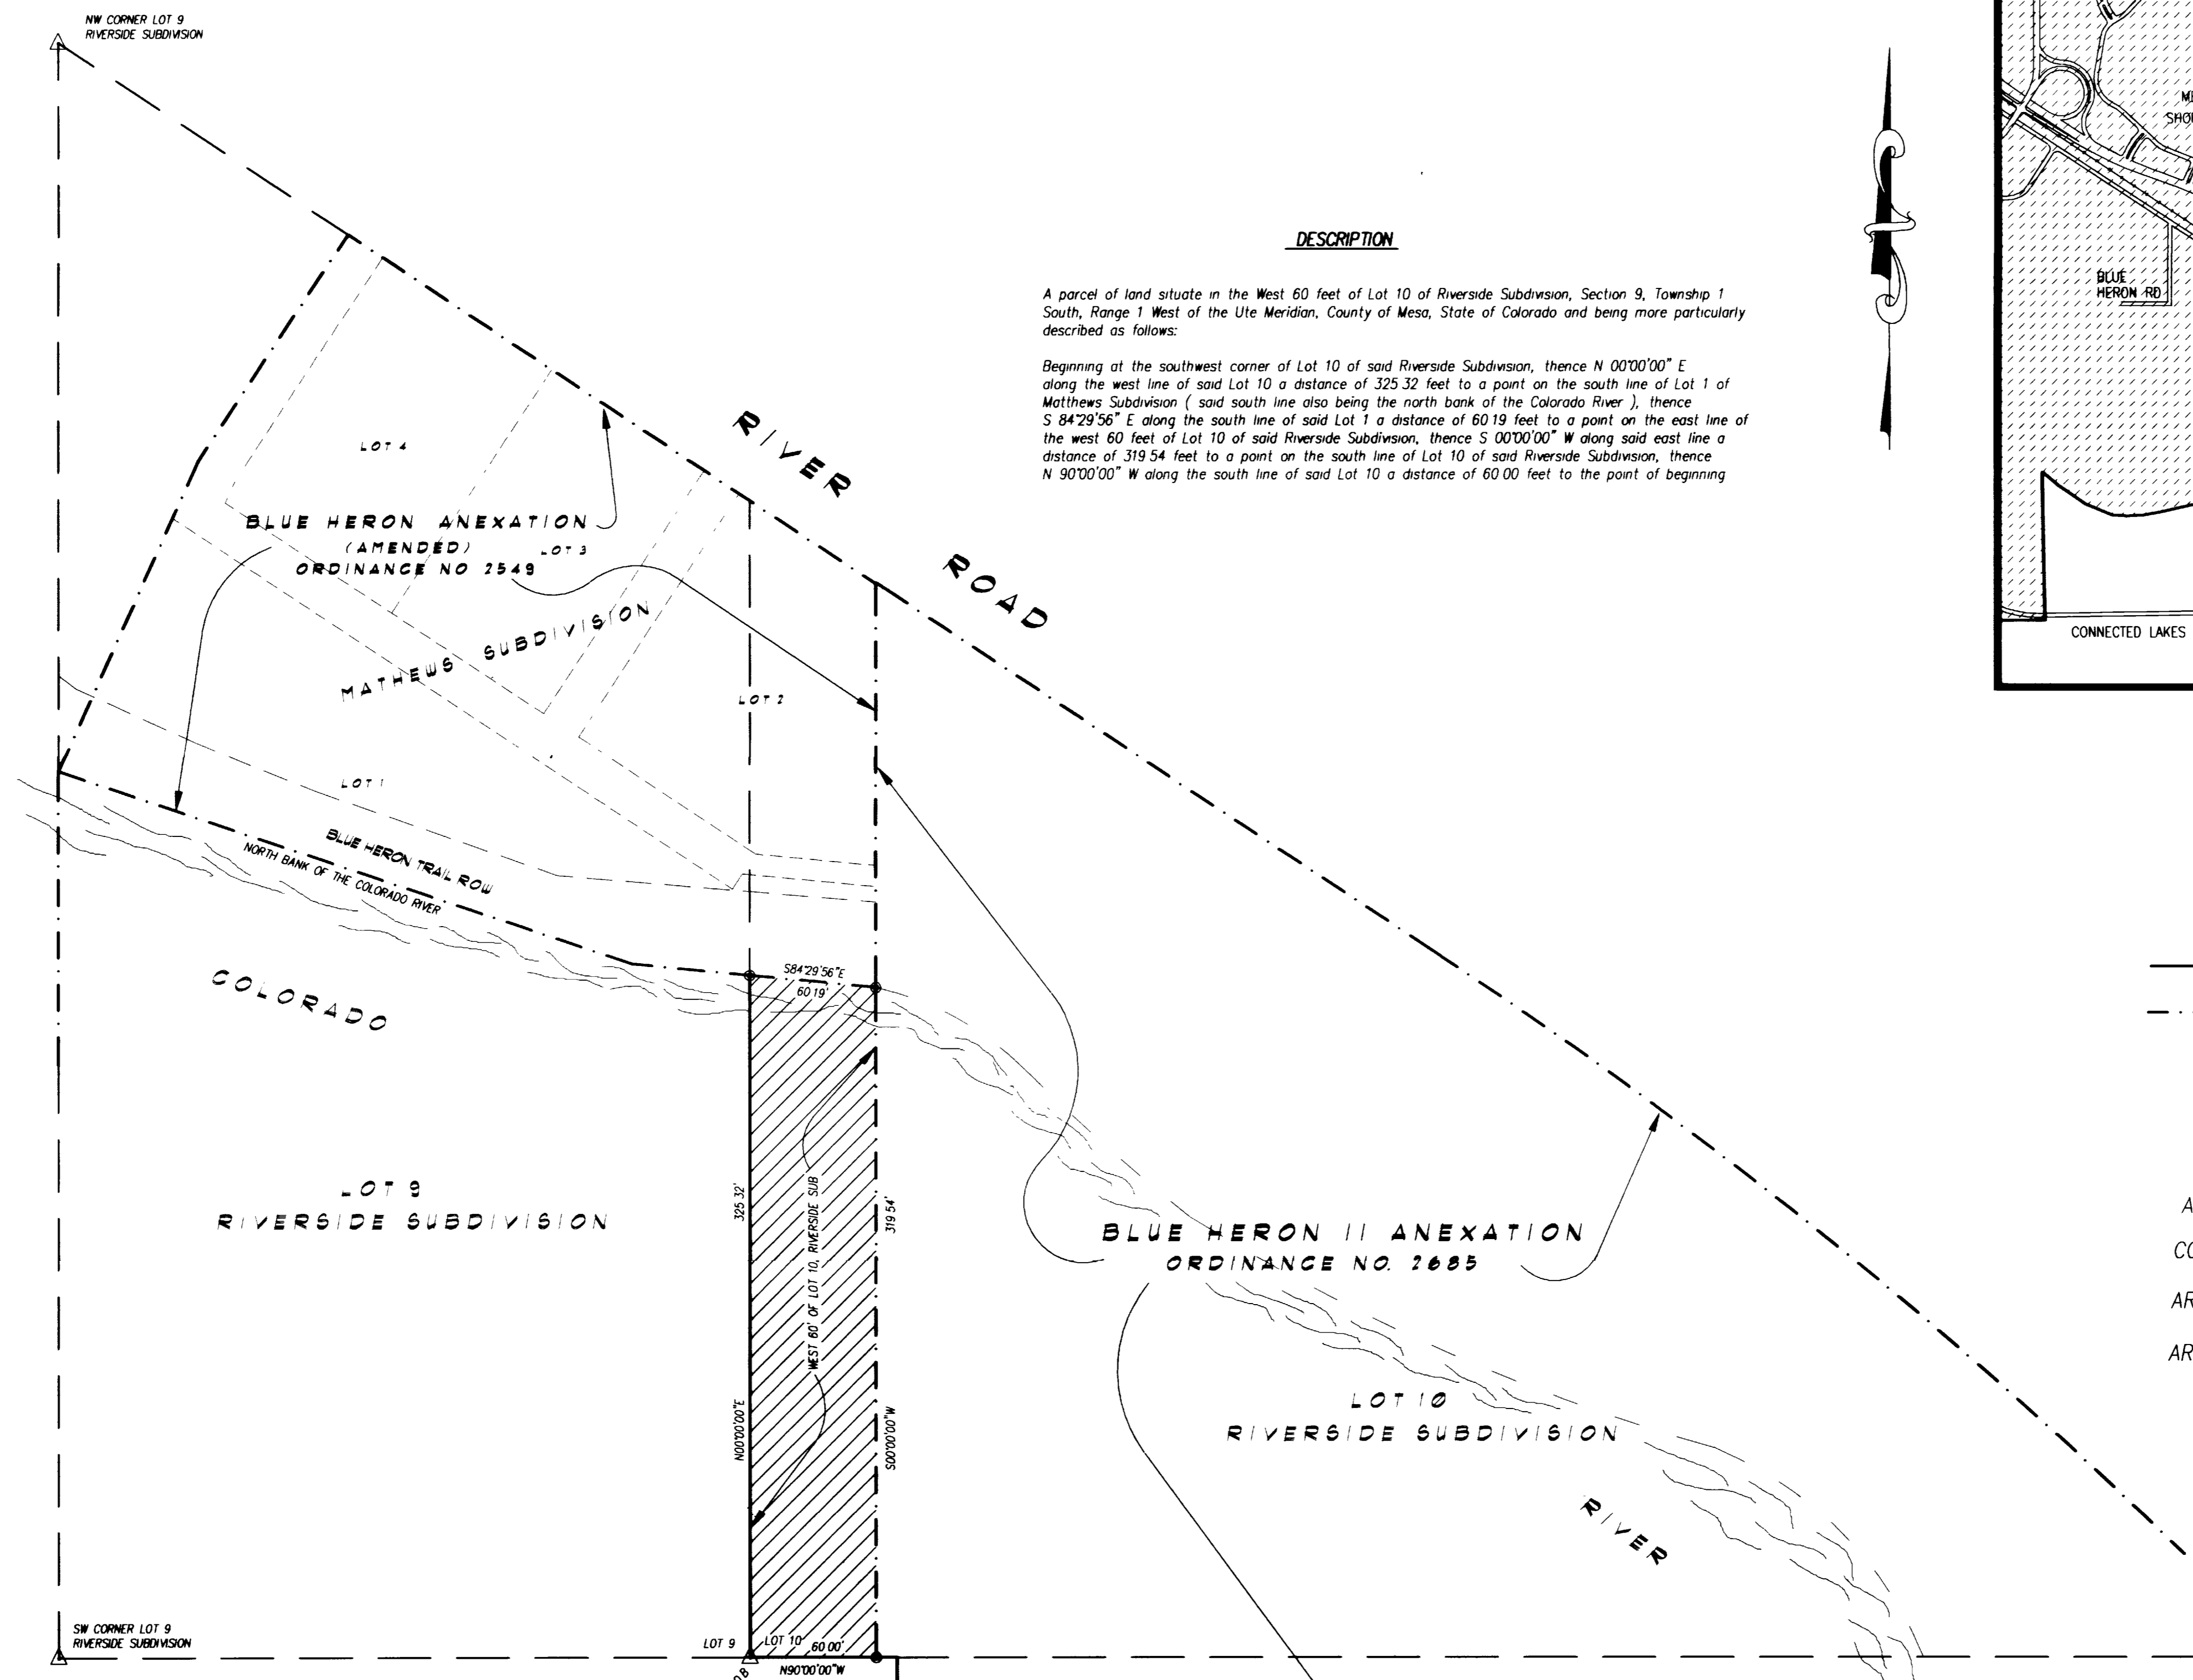 NW CORNER LOT 9
RIVERSIDE SUBDIVISION
DESCRIPTION
A parcel of land situate in the West 60 feet of Lot 10 of Riverside Subdivision, Section 9, Township 1
South, Range 1 West of the Ute Meridian, County of Mesa, State of Colorado and being more particularly
described as follows:
Beginning at the southwest corner of Lot 10 of said Riverside Subdivision, thence N 00°00'00" E
along the west line of said Lot 10 a distance of 325 32 feet to a point on the south line of Lot 1 of
Matthews Subdivision ( said south line also being the north bank of the Colorado River ), thence
S 84°29'56" E along the south line of said Lot 1 a distance of 60 19 feet to a point on the east line of
the west 60 feet of Lot 10 of said Riverside Subdivision, thence S 00°00'00" W along said east line a
distance of 319 54 feet to a point on the south line of Lot 10 of said Riverside Subdivision, thence
N 90°00'00" W along the south line of said Lot 10 a distance of 60 00 feet to the point of beginning
BLUE
HERON RD
CONNECTED LAKES
RIVER
ROAD
LOT 4
BLUE HERON ANEXATION
(AMENDED)
LOT 3
ORDINANCE NO 2549
MATHEWS SUBDIVISION
LOT 2
LOT 1
BLUE HERON TRAIL ROW
NORTH BANK OF THE COLORADO RIVER
COLORADO
S84°29'56"E
60 19'
325 32'
N00°00'00"E
WEST 60' OF LOT 10, RIVERSIDE SUB
319 54'
S00°00'00"W
LOT 9
RIVERSIDE SUBDIVISION
BLUE HERON II ANEXATION
ORDINANCE NO. 2685
LOT 10
RIVERSIDE SUBDIVISION
RIVER
SW CORNER LOT 9
RIVERSIDE SUBDIVISION
LOT 9
LOT 10
60 00'
N90°00'00"W